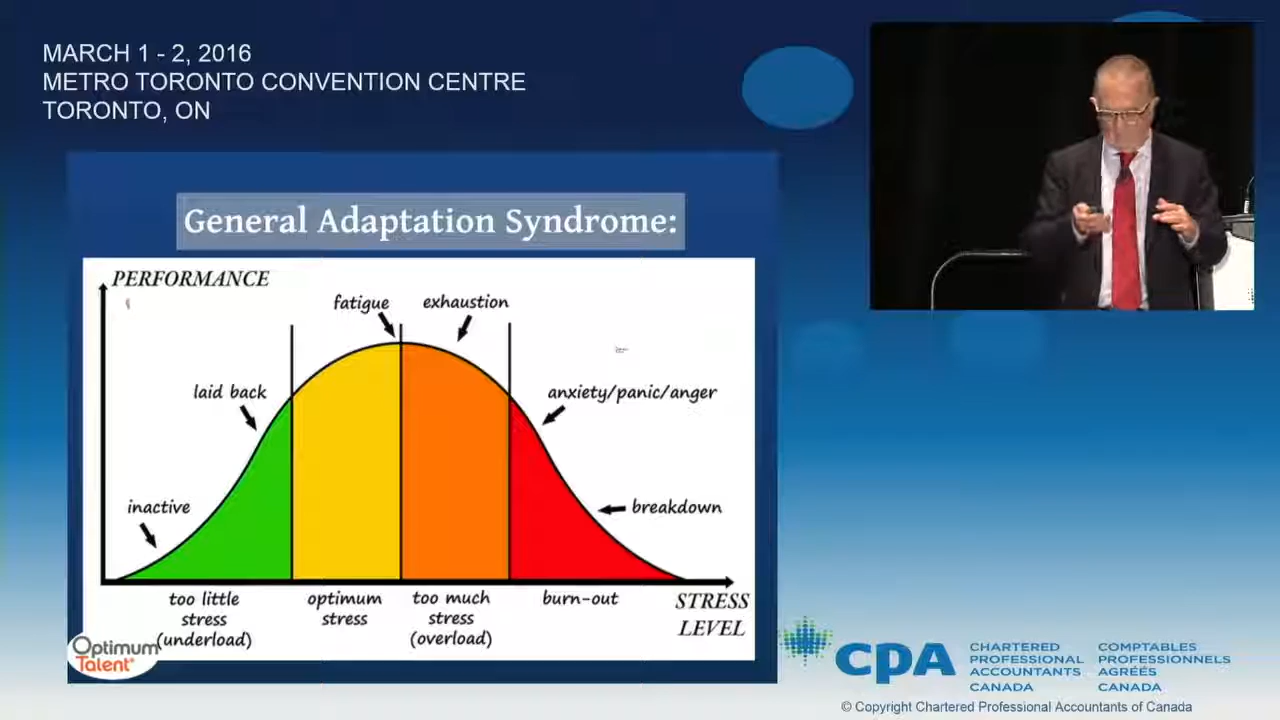 MARCH 1 - 2, 2016
METRO TORONTO CONVENTION CENTRE
TORONTO, ON
General Adaptation Syndrome:
PERFORMANCE
fatigue
exhaustion
laid back
anxiety/panic/anger
inactive
breakdown
too little
stress
(underload)
optimum
stress
too much
stress
(overload)
burn-out
STRESS
LEVEL
Optimum
Talent
CPA
CHARTERED
PROFESSIONAL
ACCOUNTANTS
CANADA
COMPTABLES
PROFESSIONNELS
AGRÉÉS
CANADA
© Copyright Chartered Professional Accountants of Canada